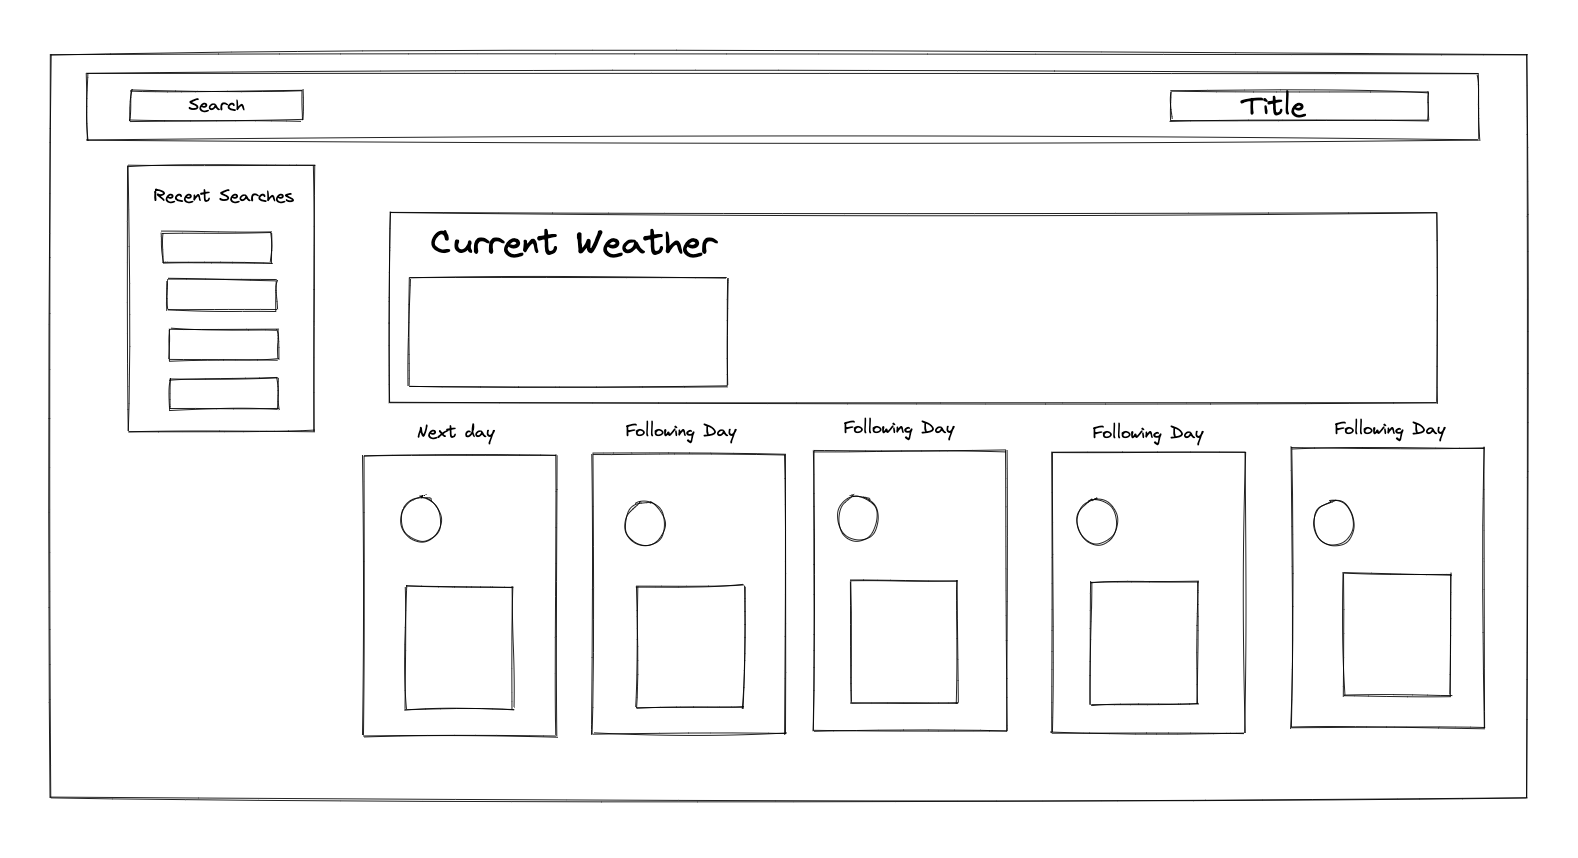 Search
Title
Recent Searches
Current Weather
Next day
Following Day
Following Day
Following Day
Following Day